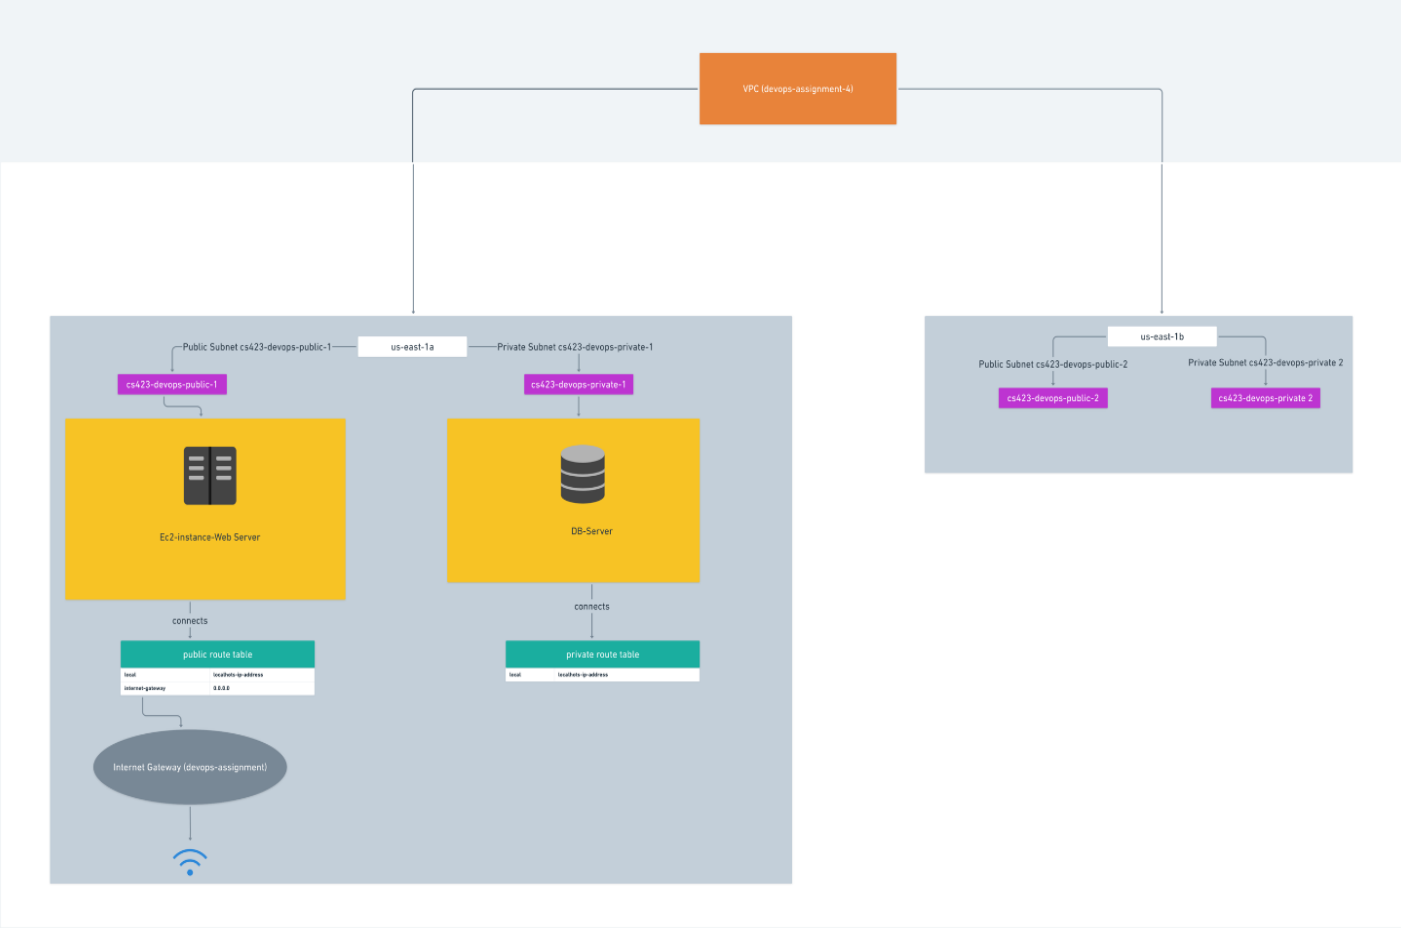 VPC (devops-assignment-4)
Public Subnet cs423-devops-public-1
us-east-1a
Private Subnet cs423-devops-private-1
cs423-devops-public-1
cs423-devops-private-1
Ec2-instance-Web Server
DB-Server
connects
connects
public route table
local localhots-ip-address
internet-gateway 0.0.0.0
private route table
local localhots-ip-address
Internet Gateway (devops-assignment)
us-east-1b
Public Subnet cs423-devops-public-2
Private Subnet cs423-devops-private 2
cs423-devops-public-2
cs423-devops-private 2